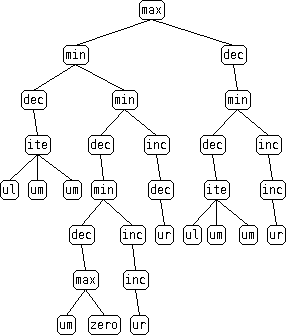 max
min dec
dec min min
ite dec inc dec inc
ul um um min dec ite inc
dec inc ur ul um um ur
max inc
um zero ur